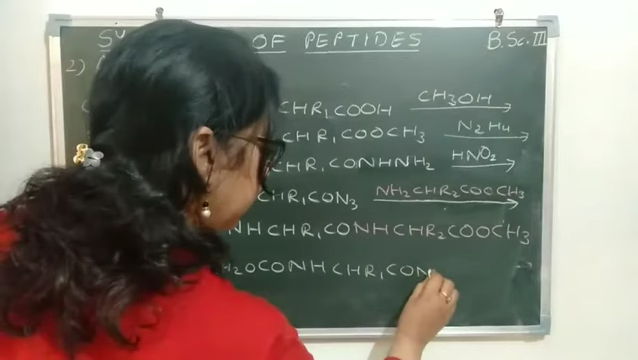 OF PEPTIDES B.Sc. III
2)
CHR₁COOH CH₃OH
CHR₁COOCH₃ N₂H₄
CHR₁CONHNH₂ HNO₂
CHR₁CON₃ NH₂CHR₂COOCH₃
NHCHR₁CONHCHR₂COOCH₃
H₂OCONHCHR₁CON